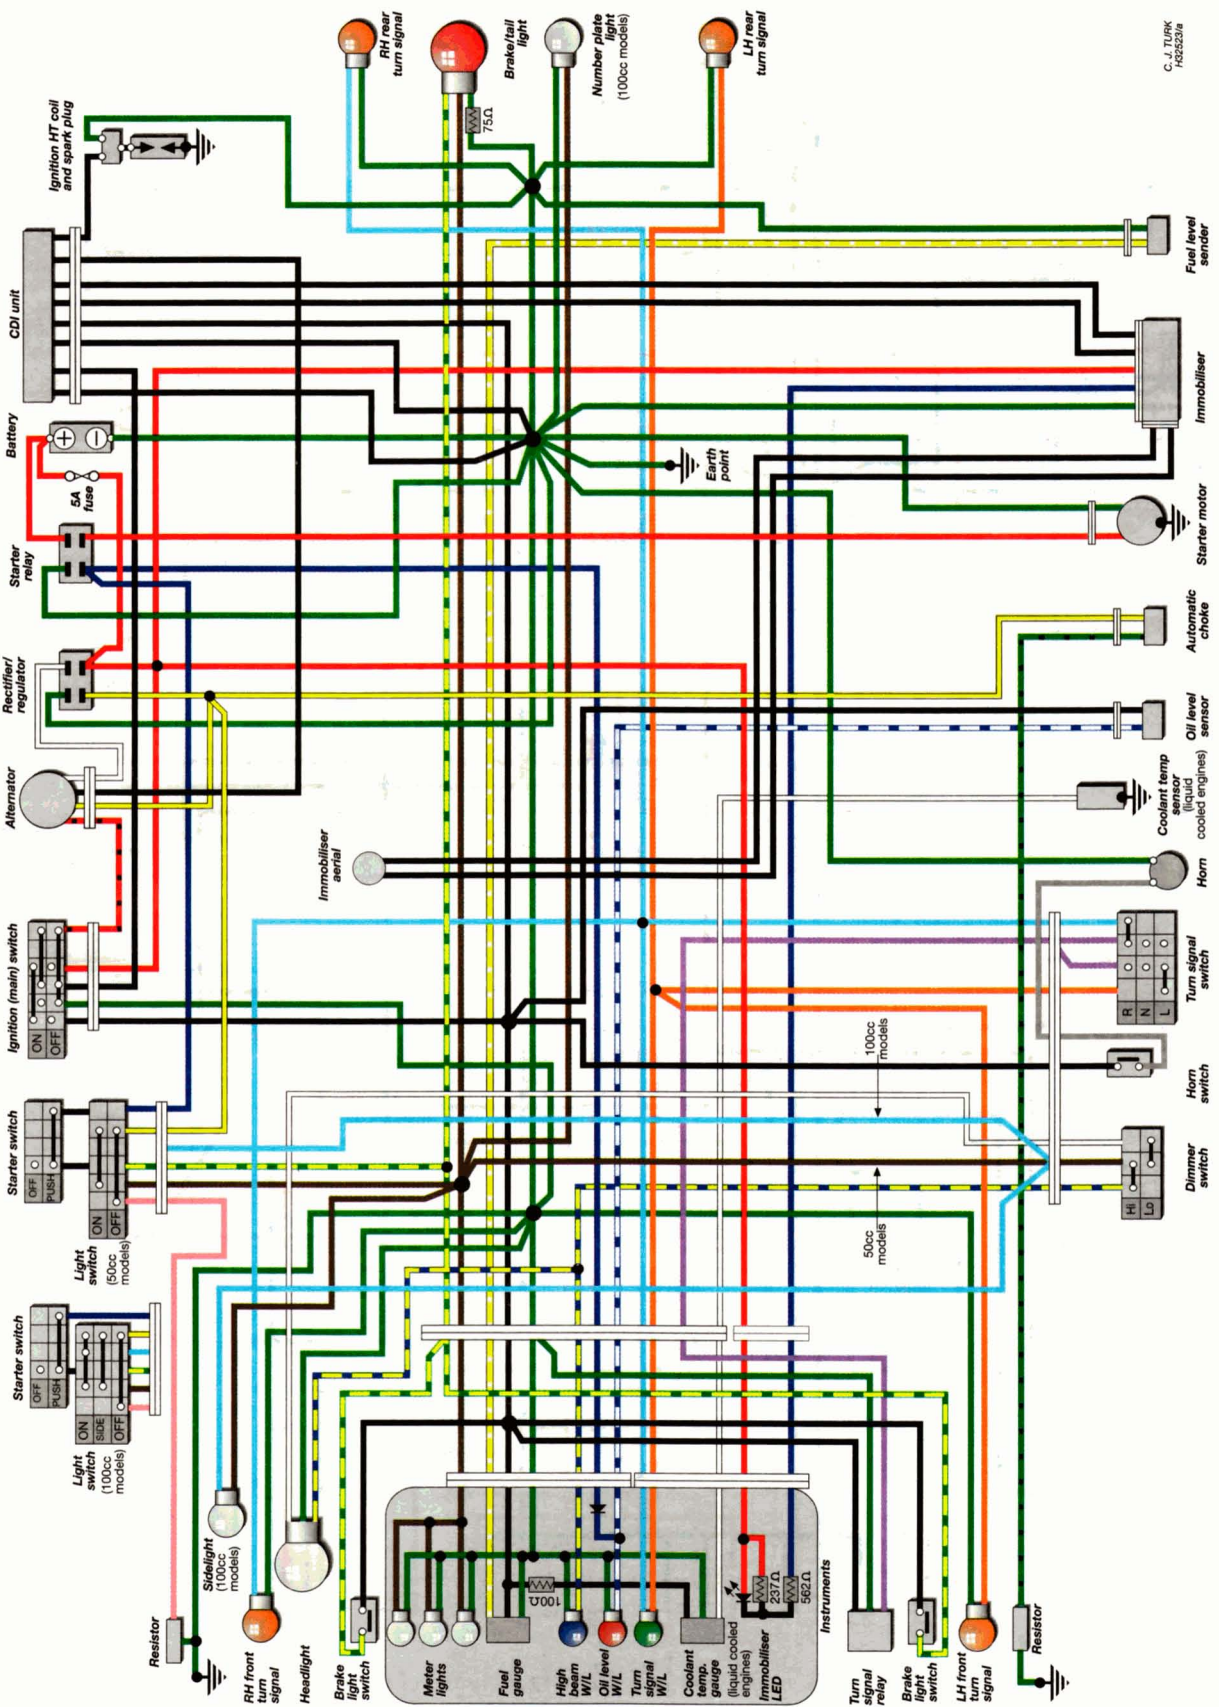 RH rear
turn signal
Brake/tail
light
Number plate
light
(100cc models)
LH rear
turn signal
C. J. TURK
H32523/a
Ignition HT coil
and spark plug
75Ω
Fuel level
sender
CDI unit
Immobiliser
Battery
+
−
5A
fuse
Earth
point
Starter
relay
Starter motor
Rectifier/
regulator
Automatic
choke
Oil level
sensor
Alternator
Coolant temp
sensor
(liquid
cooled engines)
Immobiliser
aerial
Horn
Ignition (main) switch
ON
OFF
Turn signal
switch
R
N
L
100cc
models
Horn
switch
Starter switch
OFF
PUSH
ON
OFF
Light
switch
(50cc
models)
50cc
models
Dimmer
switch
Hi
Lo
Starter switch
OFF
PUSH
ON
SIDE
OFF
Light
switch
(100cc
models)
Sidelight
(100cc
models)
Resistor
RH front
turn
signal
Headlight
Brake
light
switch
Meter
lights
Fuel
gauge
100Ω
High
beam
W/L
Oil level
W/L
Turn
signal
W/L
Coolant
temp.
gauge
(liquid cooled
engines)
Immobiliser
LED
237Ω
562Ω
Instruments
Turn
signal
relay
Brake
light
switch
LH front
turn
signal
Resistor